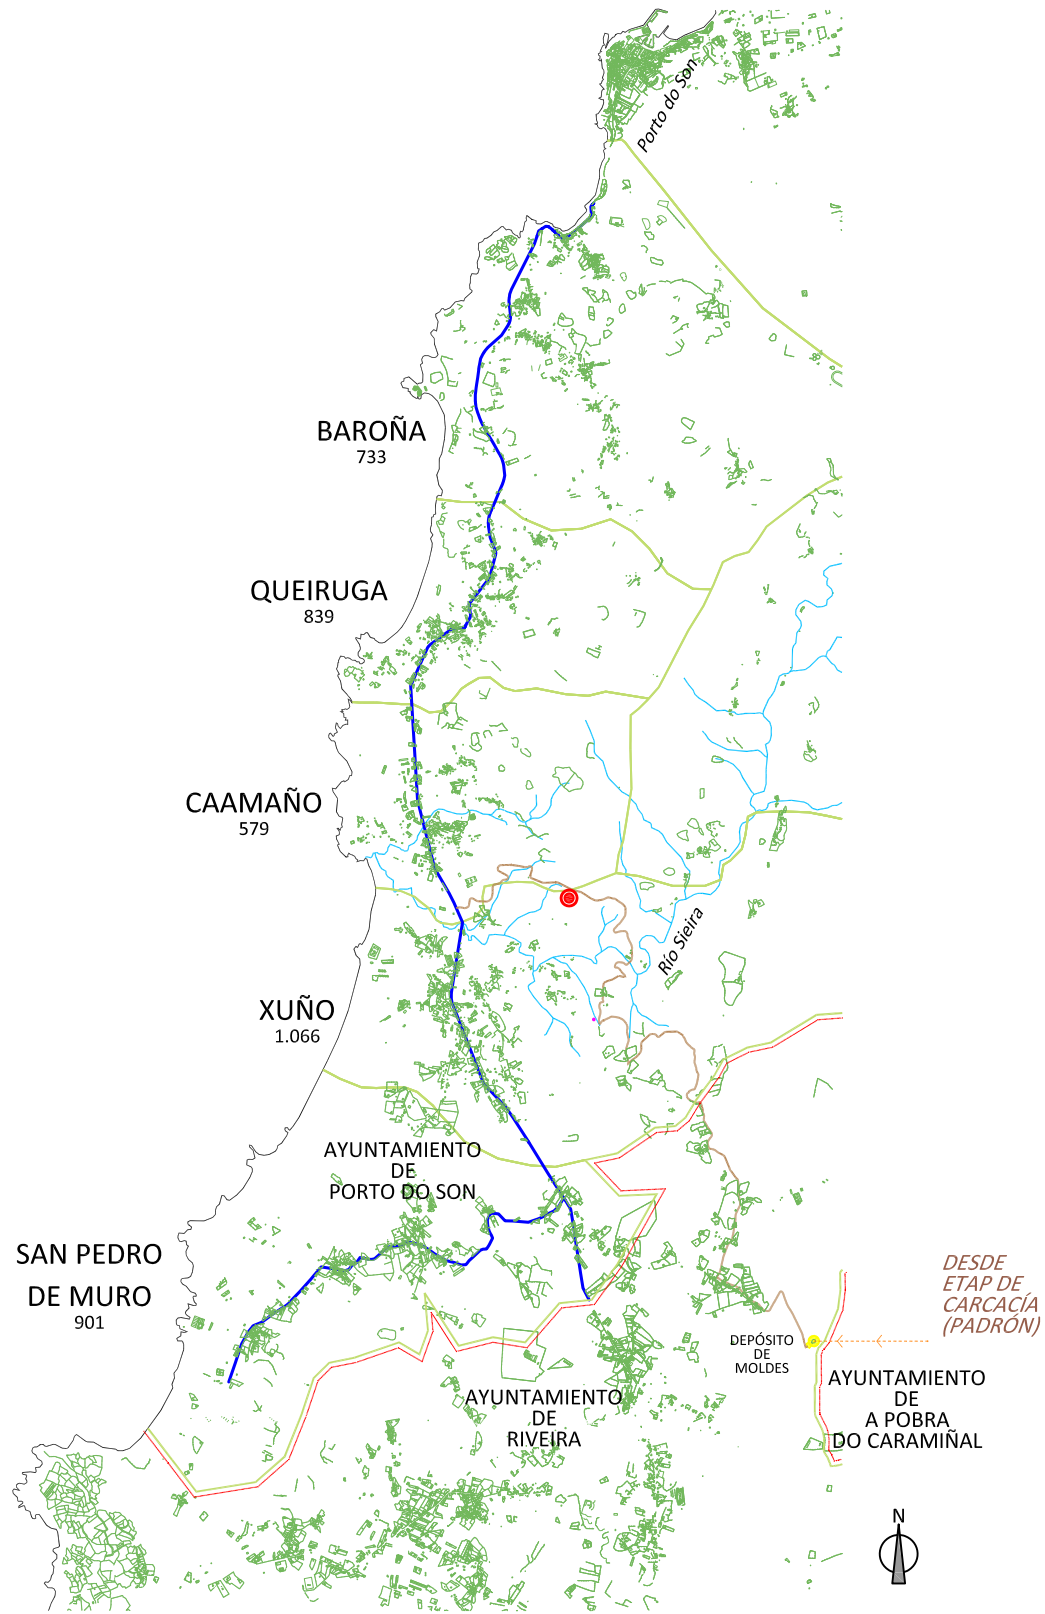 Porto do Son
BAROÑA
733
QUEIRUGA
839
CAAMAÑO
579
Río Sieira
XUÑO
1.066
AYUNTAMIENTO
DE
PORTO DO SON
SAN PEDRO
DE MURO
901
DESDE
ETAP DE
CARCACÍA
(PADRÓN)
DEPÓSITO
DE
MOLDES
AYUNTAMIENTO
DE
A POBRA
DO CARAMIÑAL
AYUNTAMIENTO
DE
RIVEIRA
N